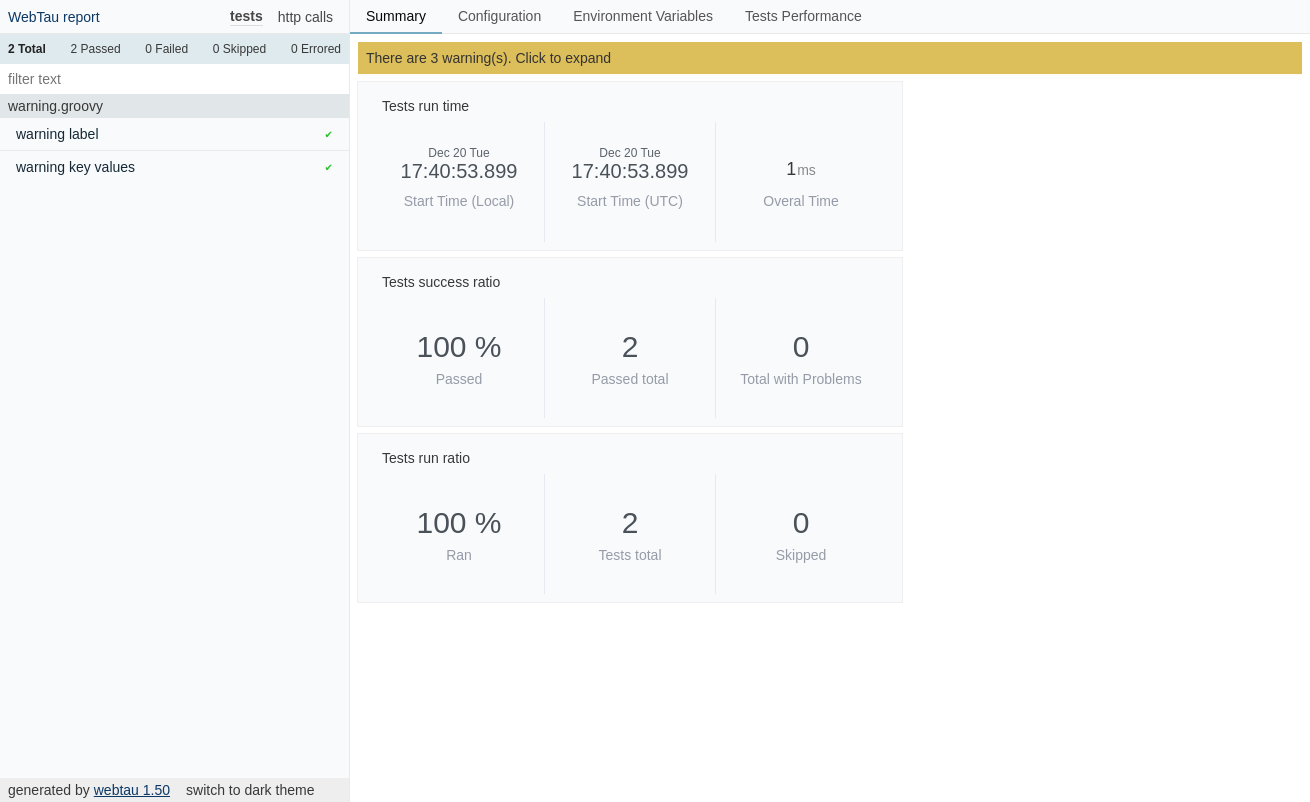 WebTau report
tests
http calls
2 Total
2 Passed
0 Failed
0 Skipped
0 Errored
filter text
warning.groovy
warning label
warning key values
generated by webtau 1.50
switch to dark theme
Summary
Configuration
Environment Variables
Tests Performance
There are 3 warning(s). Click to expand
Tests run time
Dec 20 Tue
17:40:53.899
Start Time (Local)
Dec 20 Tue
17:40:53.899
Start Time (UTC)
1 ms
Overal Time
Tests success ratio
100 %
Passed
2
Passed total
0
Total with Problems
Tests run ratio
100 %
Ran
2
Tests total
0
Skipped